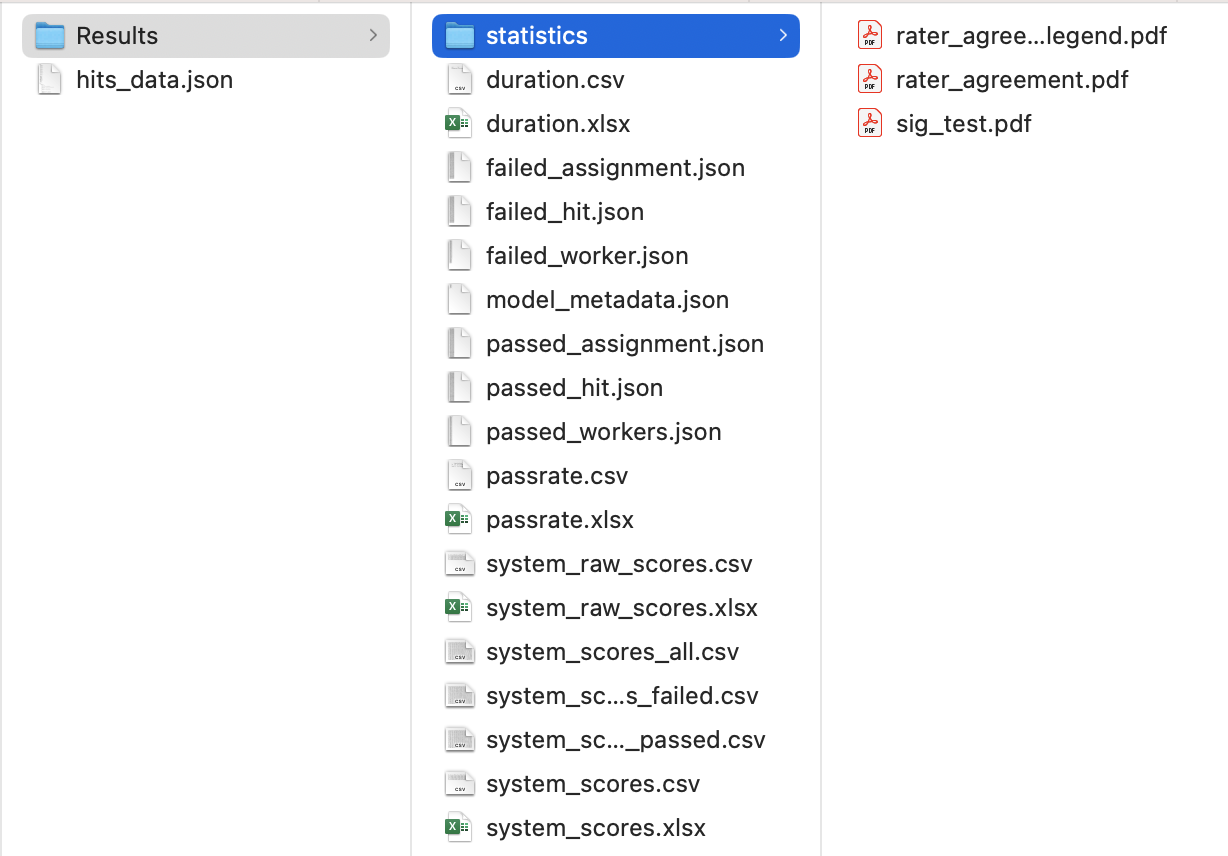 Results
hits_data.json
statistics
duration.csv
duration.xlsx
failed_assignment.json
failed_hit.json
failed_worker.json
model_metadata.json
passed_assignment.json
passed_hit.json
passed_workers.json
passrate.csv
passrate.xlsx
system_raw_scores.csv
system_raw_scores.xlsx
system_scores_all.csv
system_sc...s_failed.csv
system_sc..._passed.csv
system_scores.csv
system_scores.xlsx
rater_agree...legend.pdf
rater_agreement.pdf
sig_test.pdf